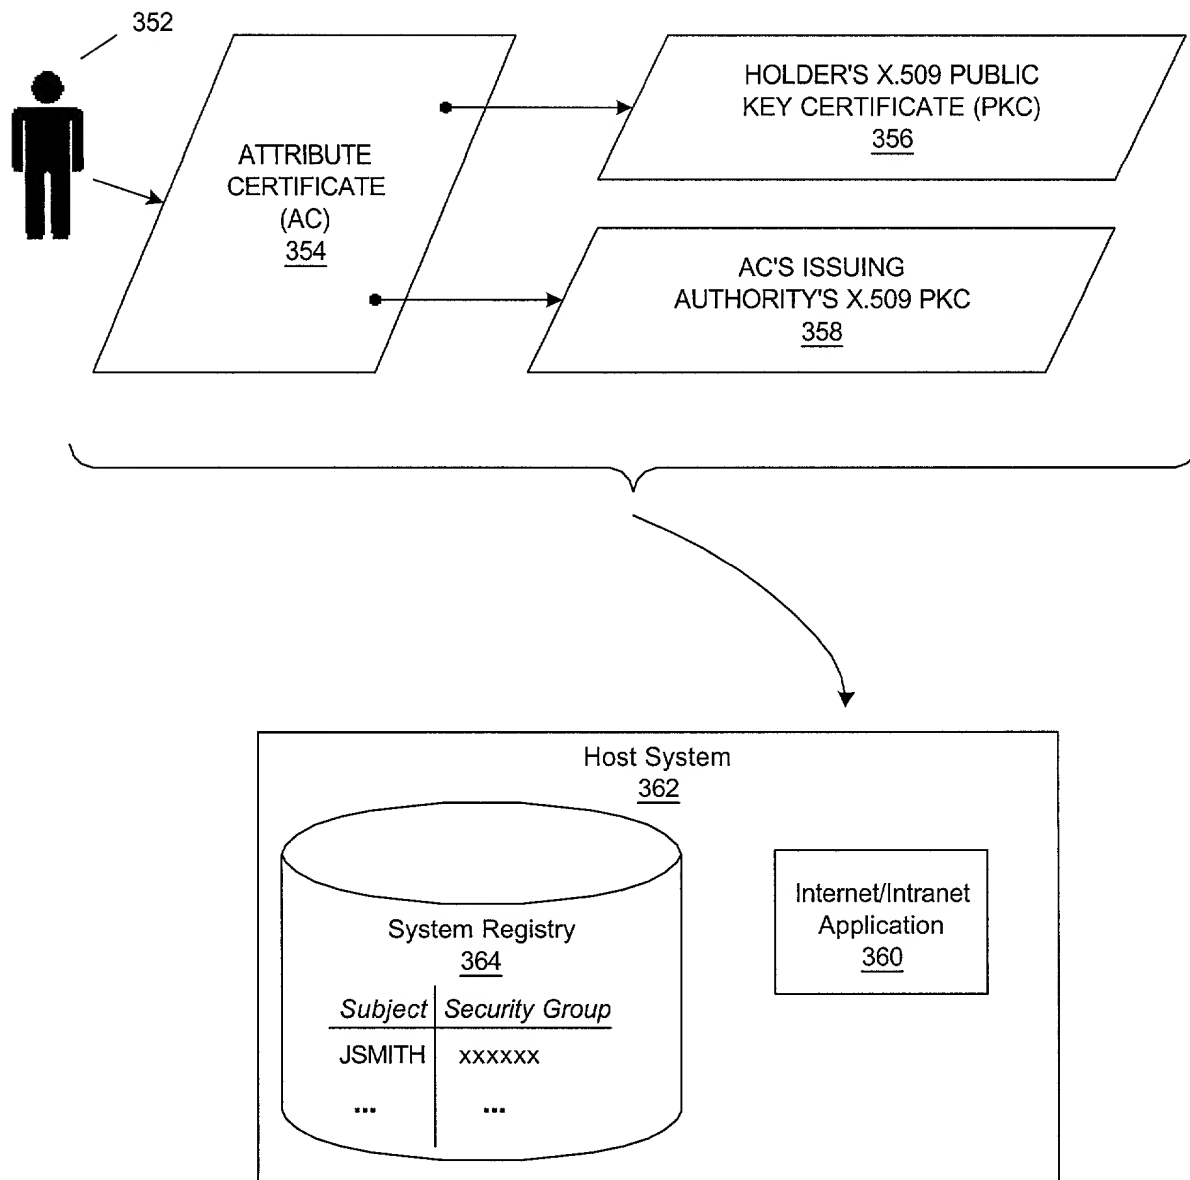 352
ATTRIBUTE
CERTIFICATE
(AC)
354
HOLDER'S X.509 PUBLIC
KEY CERTIFICATE (PKC)
356
AC'S ISSUING
AUTHORITY'S X.509 PKC
358
Host System
362
System Registry
364
Subject Security Group
JSMITH xxxxxx
... ...
Internet/Intranet
Application
360